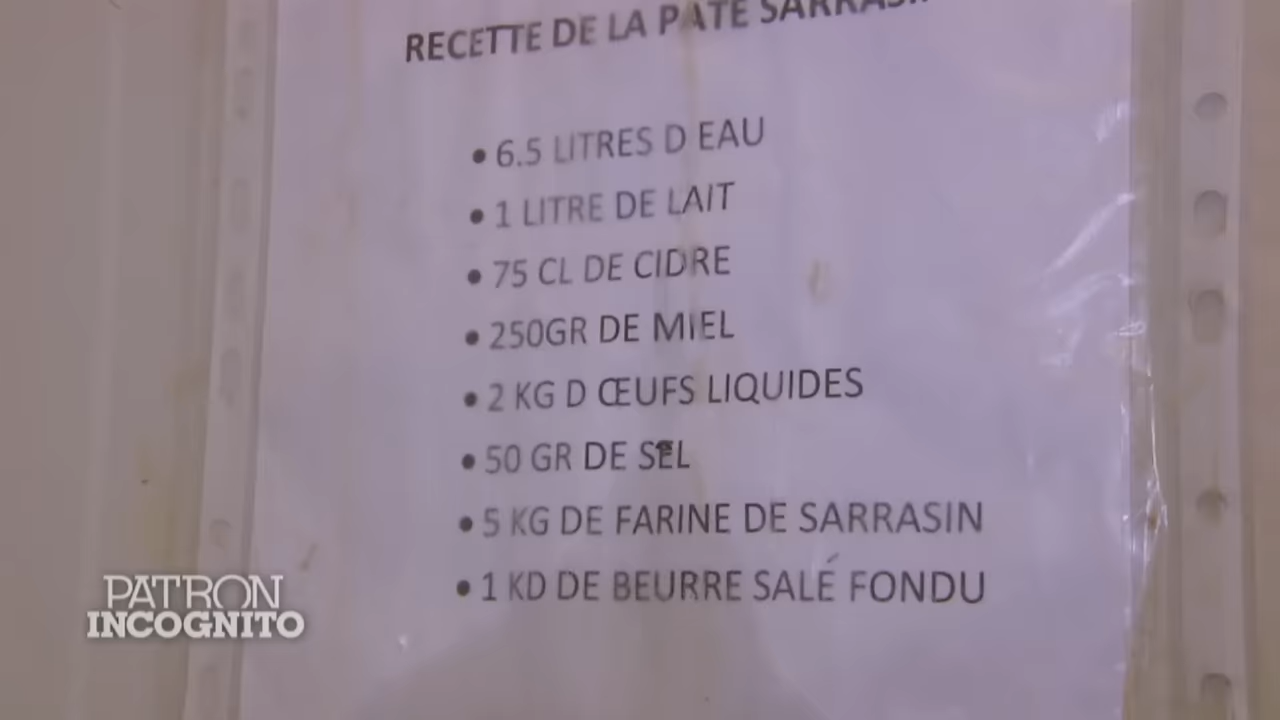 RECETTE DE LA PATE SARRASIN
• 6.5 LITRES D EAU
• 1 LITRE DE LAIT
• 75 CL DE CIDRE
• 250GR DE MIEL
• 2 KG D ŒUFS LIQUIDES
• 50 GR DE SEL
• 5 KG DE FARINE DE SARRASIN
• 1 KD DE BEURRE SALÉ FONDU
PATRON
INCOGNITO